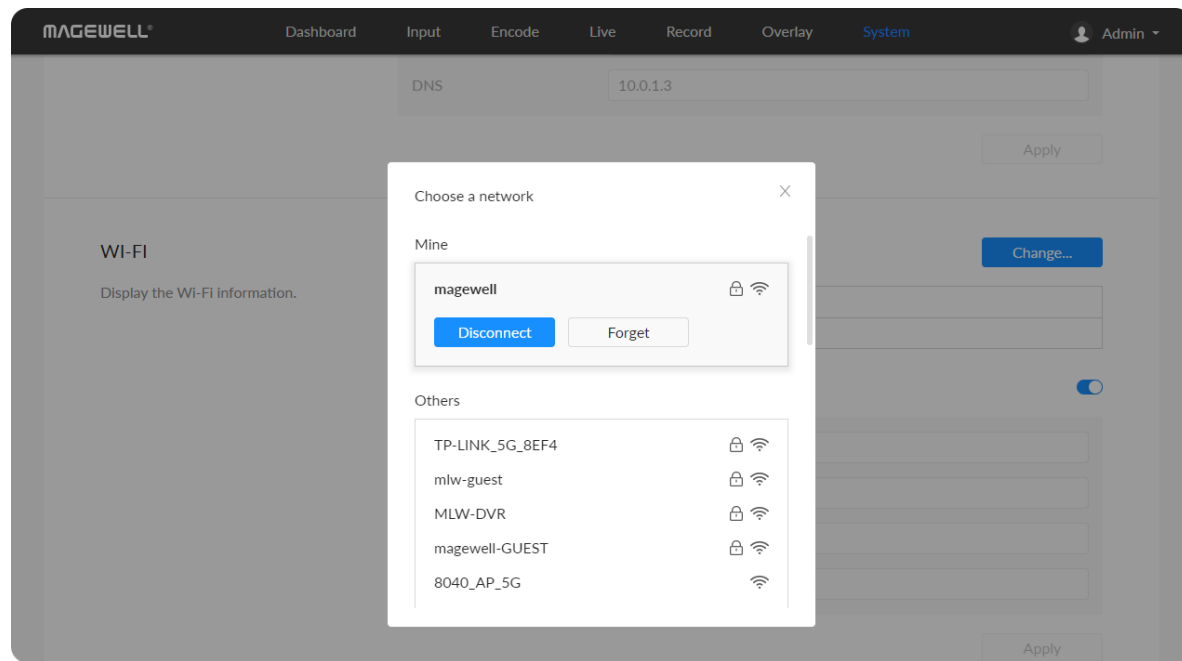 MAGEWELL® Dashboard Input Encode Live Record Overlay System Admin
DNS 10.0.1.3
Apply
Choose a network
Mine
WI-FI
Change...
magewell
Display the Wi-Fi information.
Disconnect Forget
Others
TP-LINK_5G_8EF4
mlw-guest
MLW-DVR
magewell-GUEST
8040_AP_5G
Apply